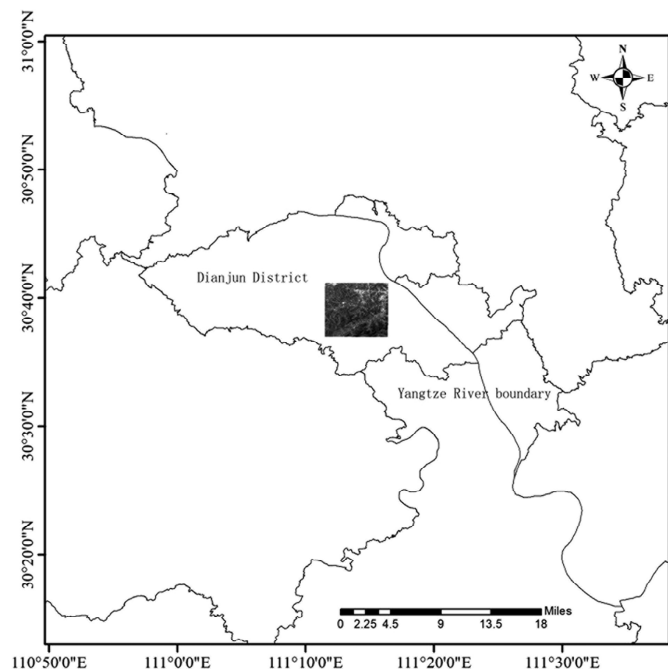 31°0'0"N
N
W E
S
30°50'0"N
Dianjun District
30°40'0"N
Yangtze River boundary
30°30'0"N
30°20'0"N
Miles
0 2.25 4.5 9 13.5 18
110°50'0"E 111°0'0"E 111°10'0"E 111°20'0"E 111°30'0"E